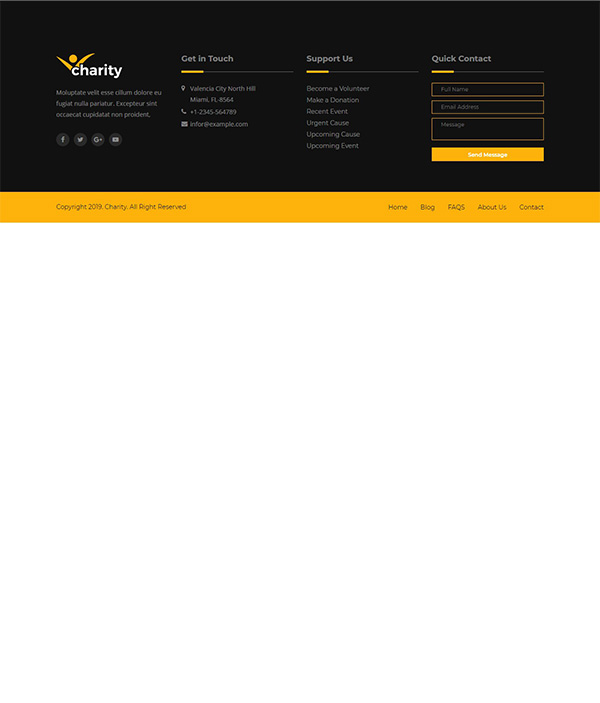 charity
Moluptate velit esse cillum dolore eu
fugiat nulla pariatur. Excepteur sint
occaecat cupidatat non proident.
Get in Touch
Valencia City North Hill
Miami, FL-8564
+1-2345-564789
infor@example.com
Support Us
Become a Volunteer
Make a Donation
Recent Event
Urgent Cause
Upcoming Cause
Upcoming Event
Quick Contact
Full Name
Email Address
Message
Send Message
Copyright 2019. Charity. All Right Reserved
Home Blog FAQS About Us Contact